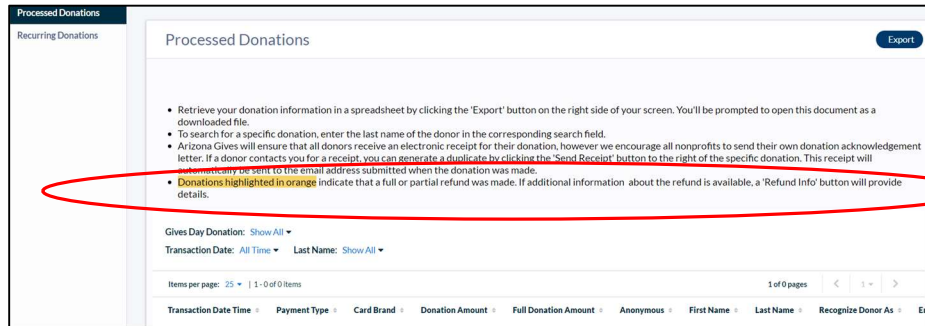 Processed Donations
Recurring Donations
Processed Donations
Export
• Retrieve your donation information in a spreadsheet by clicking the 'Export' button on the right side of your screen. You'll be prompted to open this document as a
downloaded file.
• To search for a specific donation, enter the last name of the donor in the corresponding search field.
• Arizona Gives will ensure that all donors receive an electronic receipt for their donation, however we encourage all nonprofits to send their own donation acknowledgement
letter. If a donor contacts you for a receipt, you can generate a duplicate by clicking the 'Send Receipt' button to the right of the specific donation. This receipt will
automatically be sent to the email address submitted when the donation was made.
• Donations highlighted in orange indicate that a full or partial refund was made. If additional information about the refund is available, a 'Refund Info' button will provide
details.
Gives Day Donation: Show All
Transaction Date: All Time Last Name: Show All
Items per page: 25 | 1 - 0 of 0 items 1 of 0 pages 1
Transaction Date Time Payment Type Card Brand Donation Amount Full Donation Amount Anonymous First Name Last Name Recognize Donor As